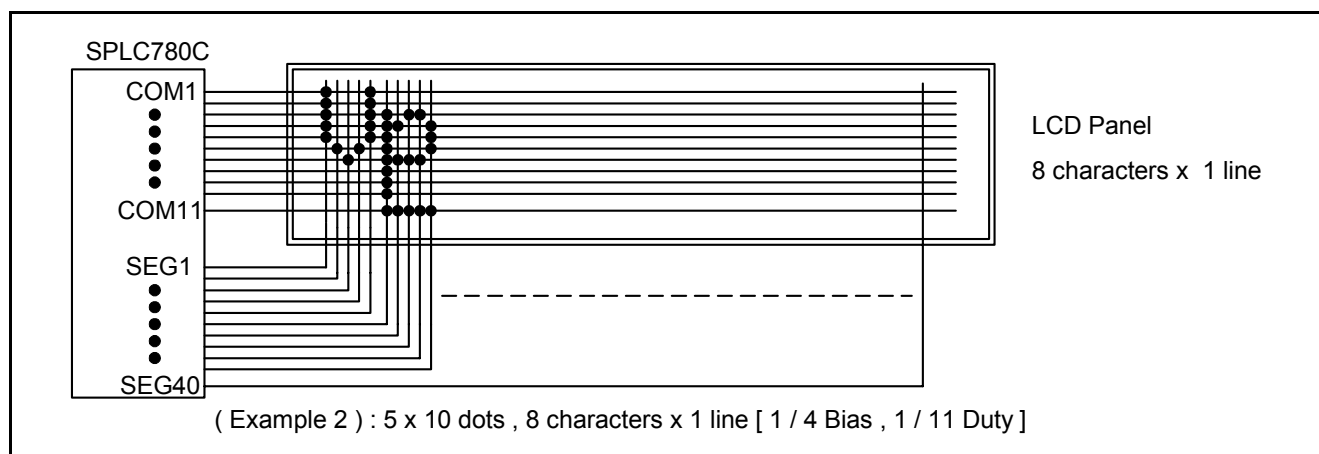 SPLC780C
COM1
COM11
SEG1
SEG40
LCD Panel
8 characters x 1 line
( Example 2 ) : 5 x 10 dots , 8 characters x 1 line [ 1 / 4 Bias , 1 / 11 Duty ]